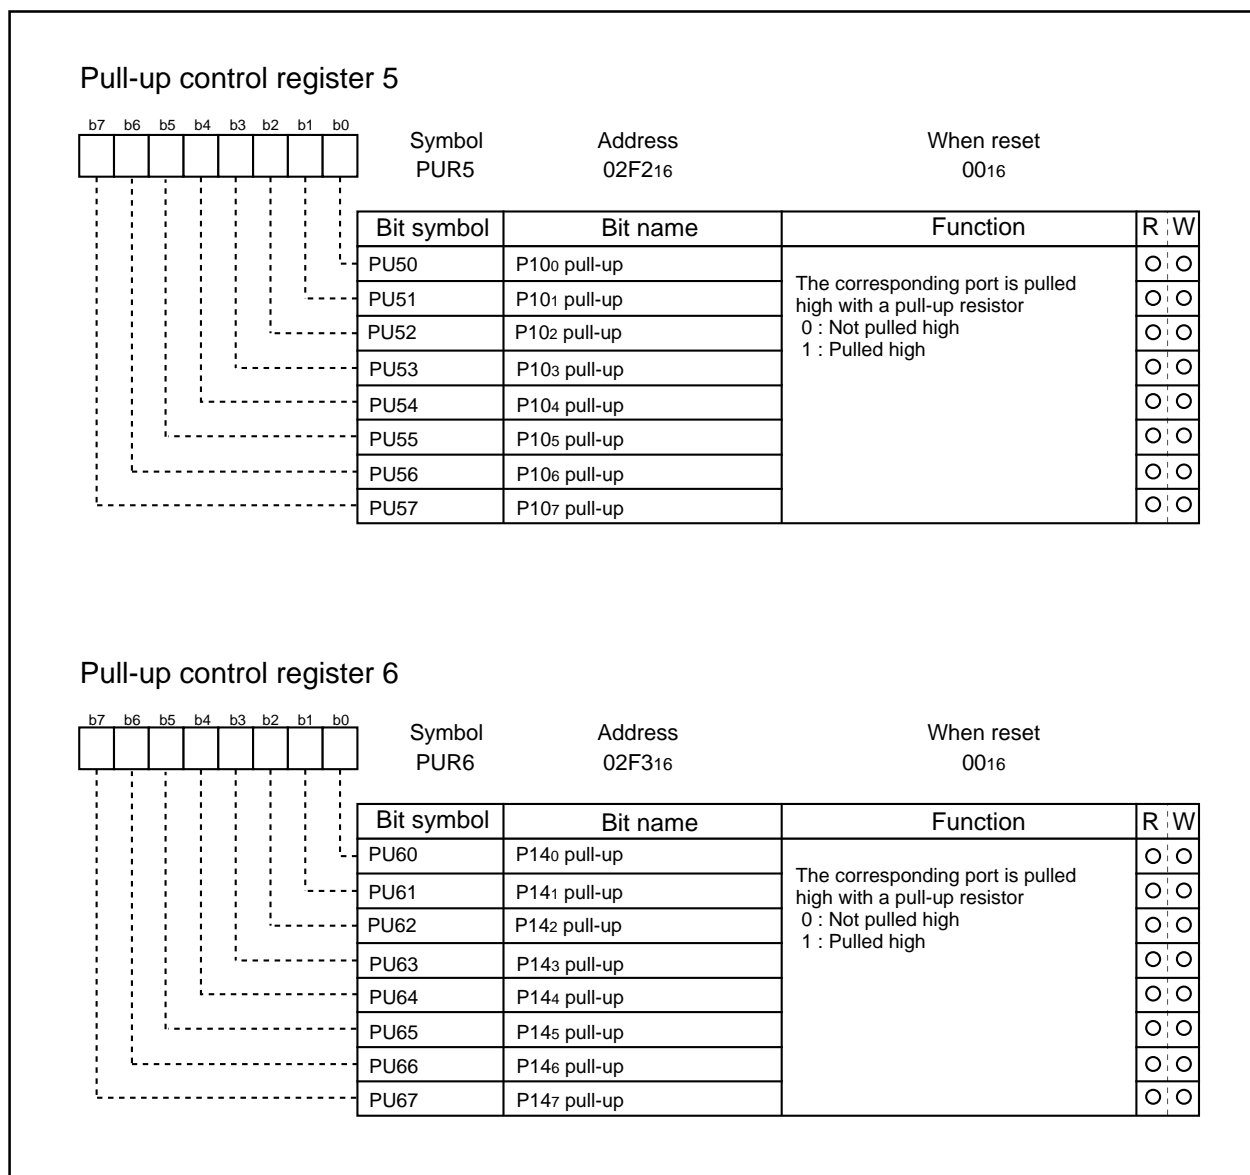 Pull-up control register 5
b7 b6 b5 b4 b3 b2 b1 b0
Symbol Address When reset
PUR5 02F216 0016
Bit symbol Bit name Function R W
PU50 P100 pull-up
The corresponding port is pulled
high with a pull-up resistor
0 : Not pulled high
1 : Pulled high
PU51 P101 pull-up
PU52 P102 pull-up
PU53 P103 pull-up
PU54 P104 pull-up
PU55 P105 pull-up
PU56 P106 pull-up
PU57 P107 pull-up
Pull-up control register 6
b7 b6 b5 b4 b3 b2 b1 b0
Symbol Address When reset
PUR6 02F316 0016
Bit symbol Bit name Function R W
PU60 P140 pull-up
The corresponding port is pulled
high with a pull-up resistor
0 : Not pulled high
1 : Pulled high
PU61 P141 pull-up
PU62 P142 pull-up
PU63 P143 pull-up
PU64 P144 pull-up
PU65 P145 pull-up
PU66 P146 pull-up
PU67 P147 pull-up